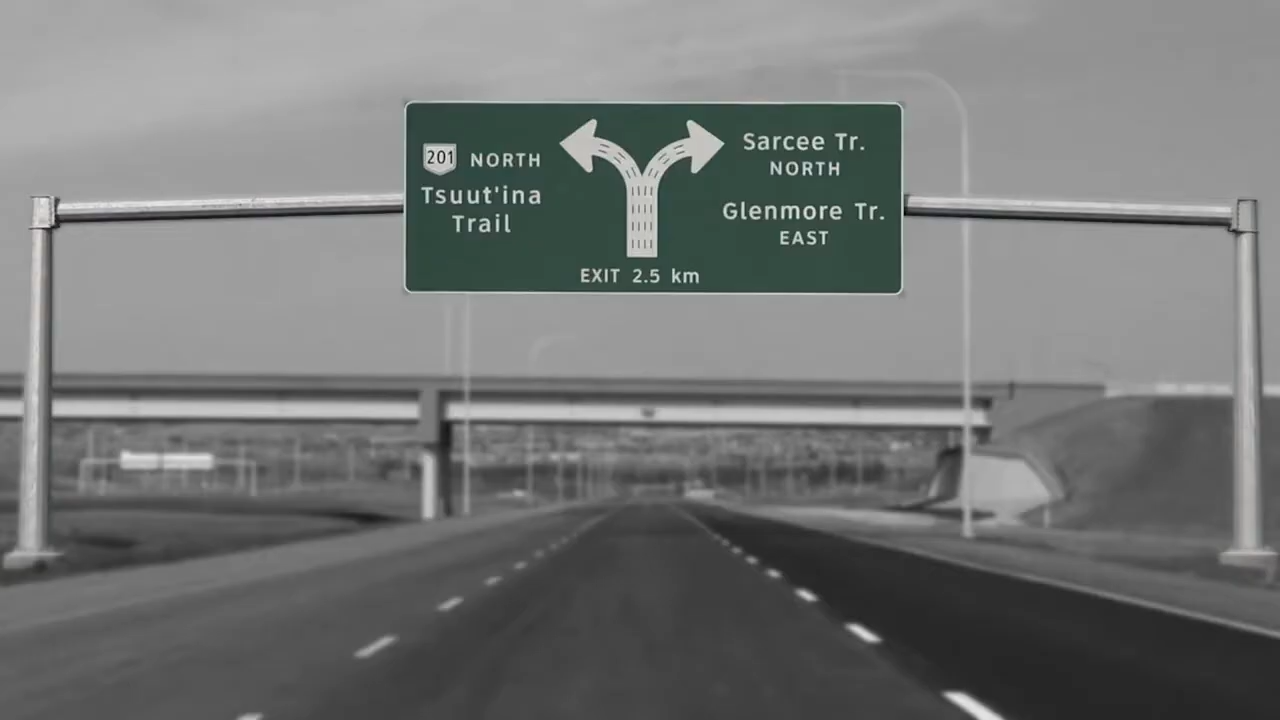 201 NORTH
Tsuut'ina
Trail
Sarcee Tr.
NORTH
Glenmore Tr.
EAST
EXIT 2.5 km